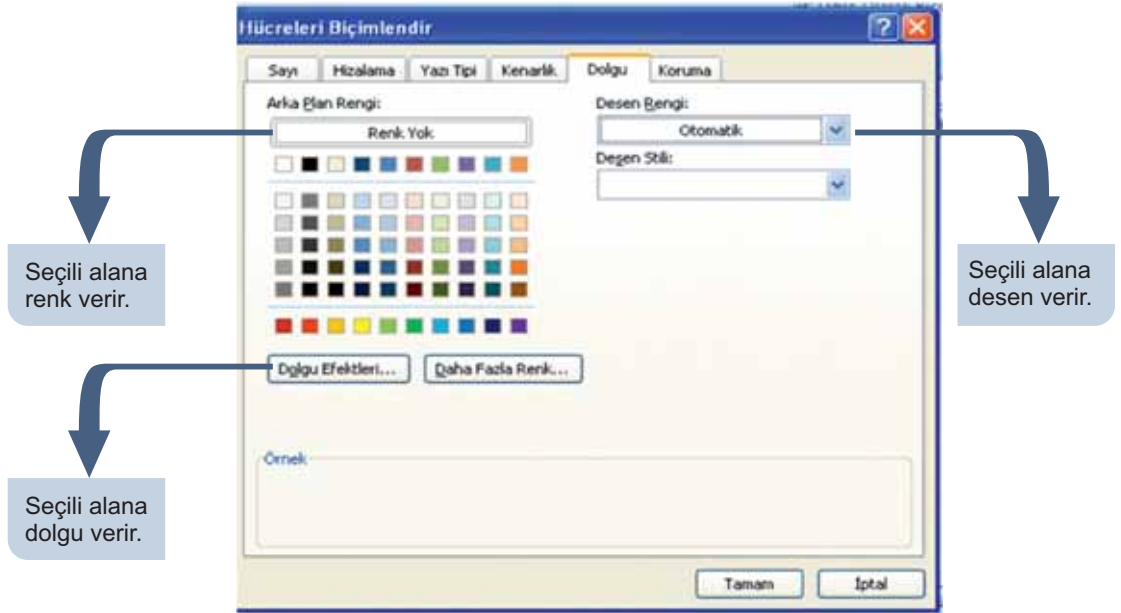 Hücreleri Biçimlendir
Sayı Hizalama Yazı Tipi Kenarlık Dolgu Koruma
Arka Plan Rengi:
Renk Yok
Desen Rengi:
Otomatik
Desen Stili:
Seçili alana
renk verir.
Seçili alana
desen verir.
Dolgu Efektleri... Daha Fazla Renk...
Seçili alana
dolgu verir.
Örnek
Tamam İptal